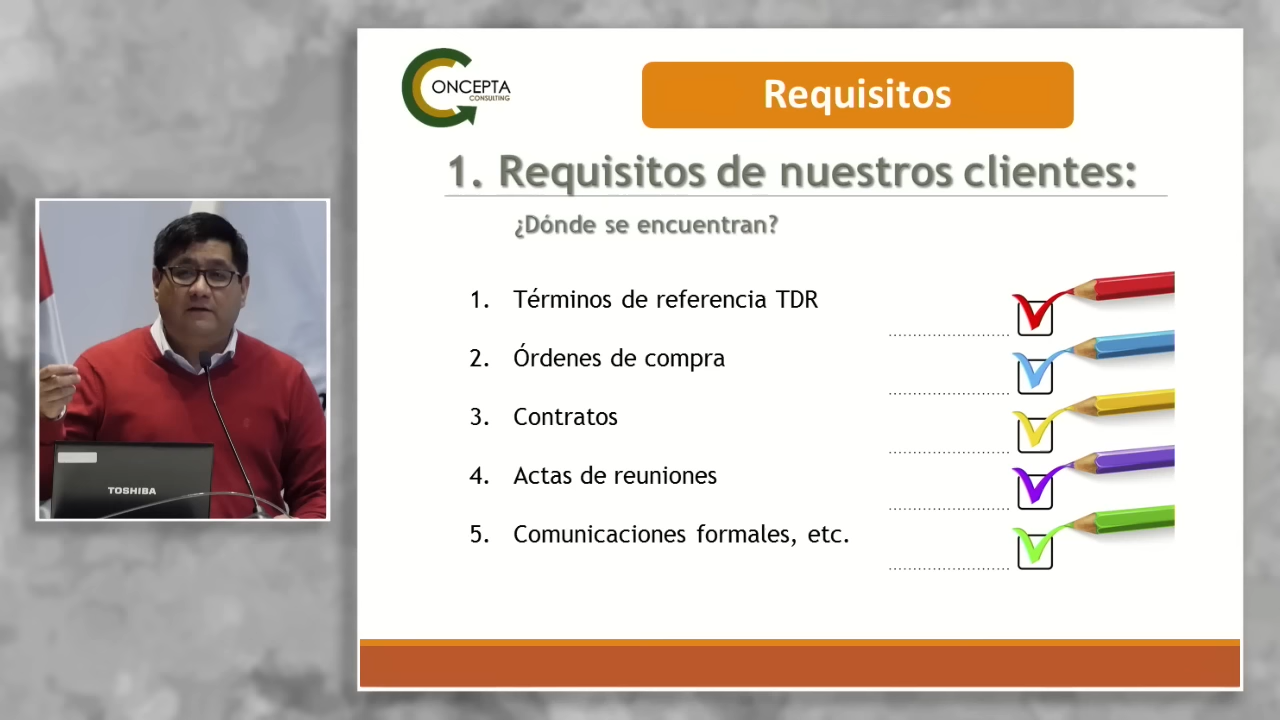 ONCEPTA
CONSULTING
Requisitos
1. Requisitos de nuestros clientes:
¿Dónde se encuentran?
1. Términos de referencia TDR
2. Órdenes de compra
3. Contratos
4. Actas de reuniones
5. Comunicaciones formales, etc.
TOSHIBA